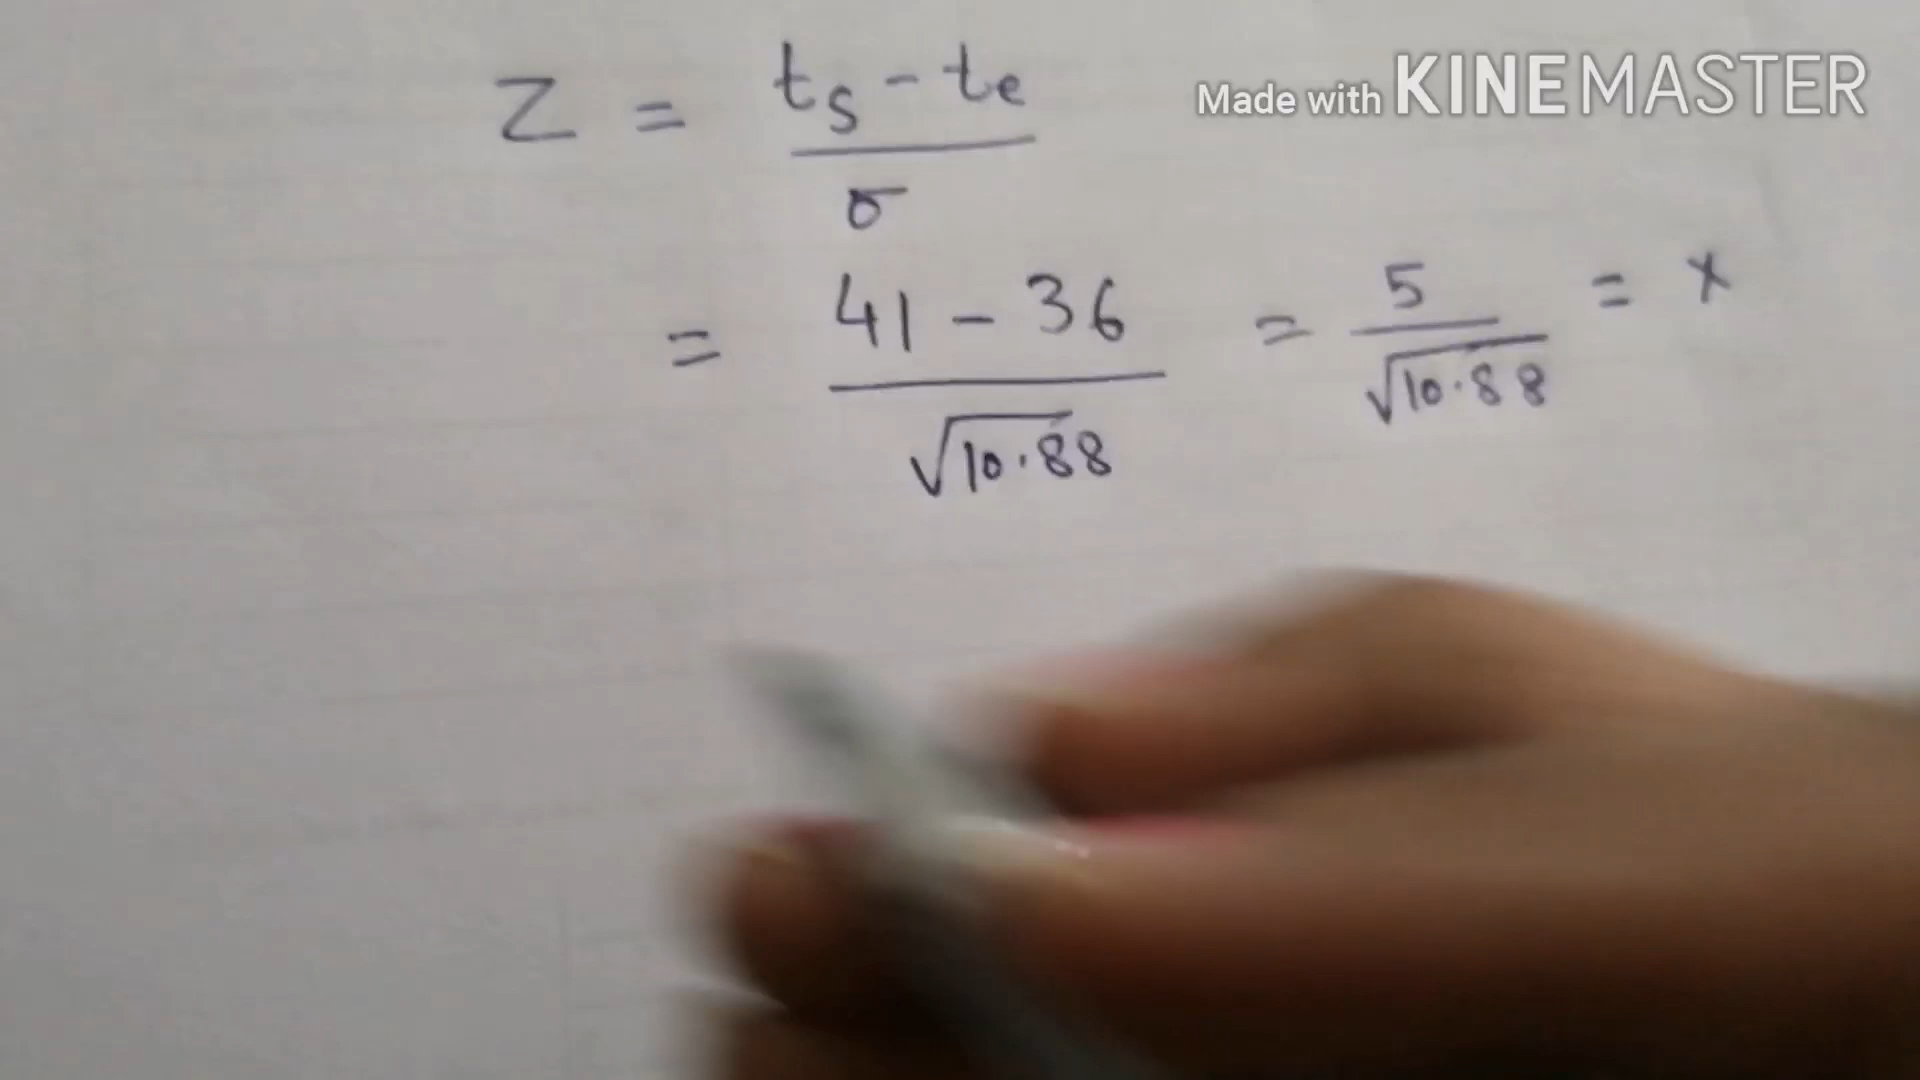 Made with KINEMASTER
Z = (ts - te) / σ
= (41 - 36) / √10.88 = 5 / √10.88 = x